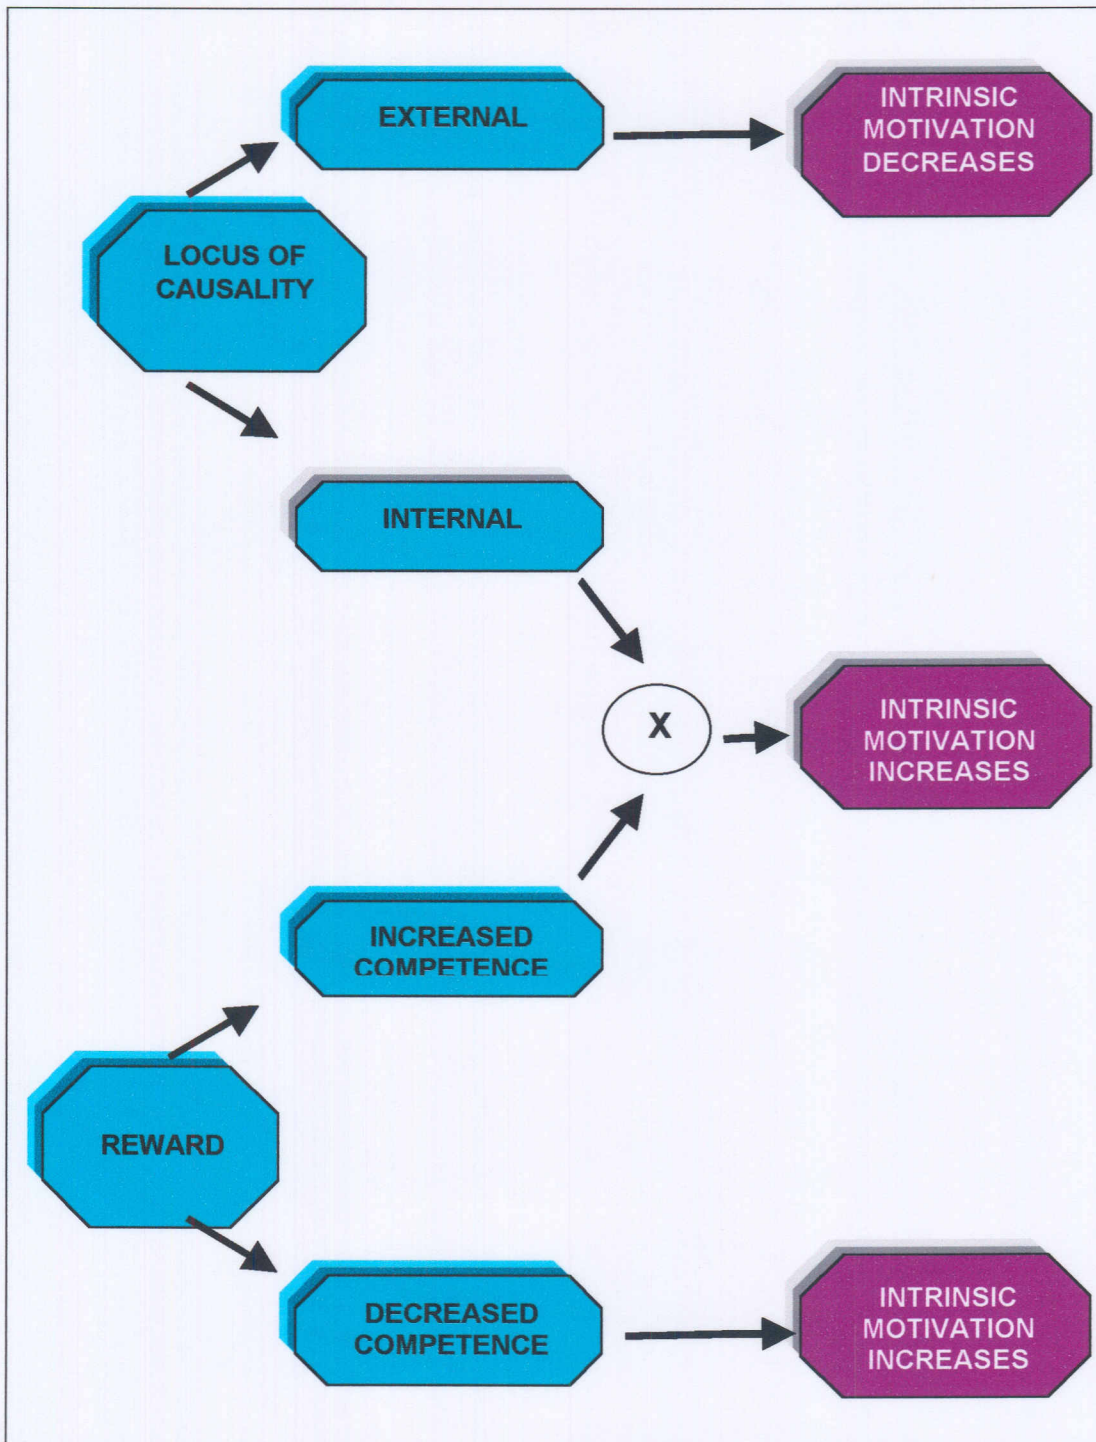 EXTERNAL
INTRINSIC
MOTIVATION
DECREASES
LOCUS OF
CAUSALITY
INTERNAL
X
INTRINSIC
MOTIVATION
INCREASES
INCREASED
COMPETENCE
REWARD
DECREASED
COMPETENCE
INTRINSIC
MOTIVATION
INCREASES